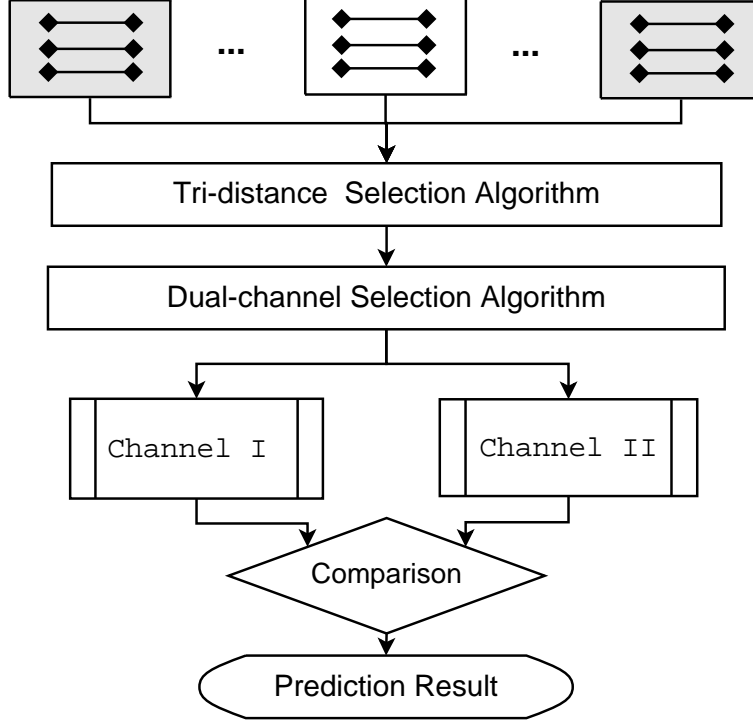 ... ...
Tri-distance Selection Algorithm
Dual-channel Selection Algorithm
Channel I
Channel II
Comparison
Prediction Result